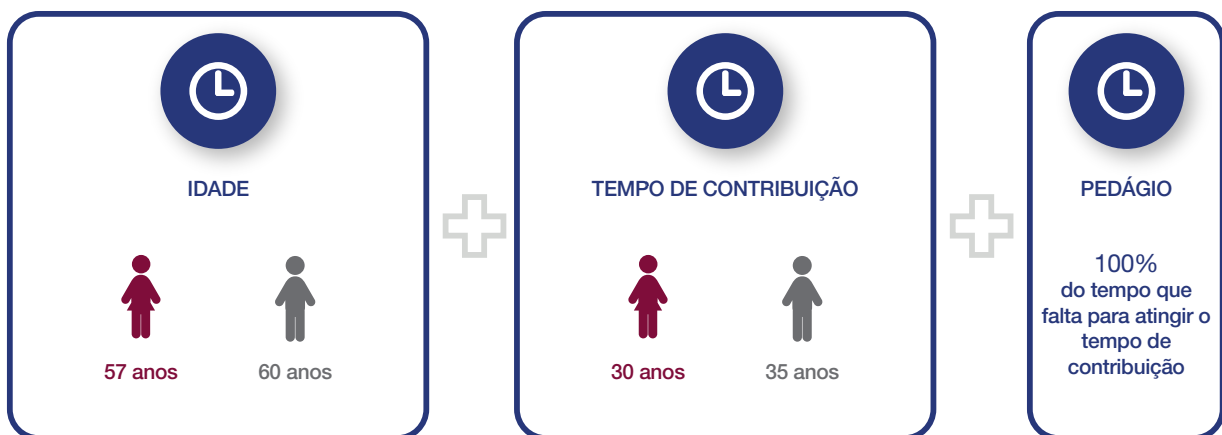 IDADE
57 anos
60 anos
TEMPO DE CONTRIBUIÇÃO
30 anos
35 anos
PEDÁGIO
100%
do tempo que
falta para atingir o
tempo de
contribuição